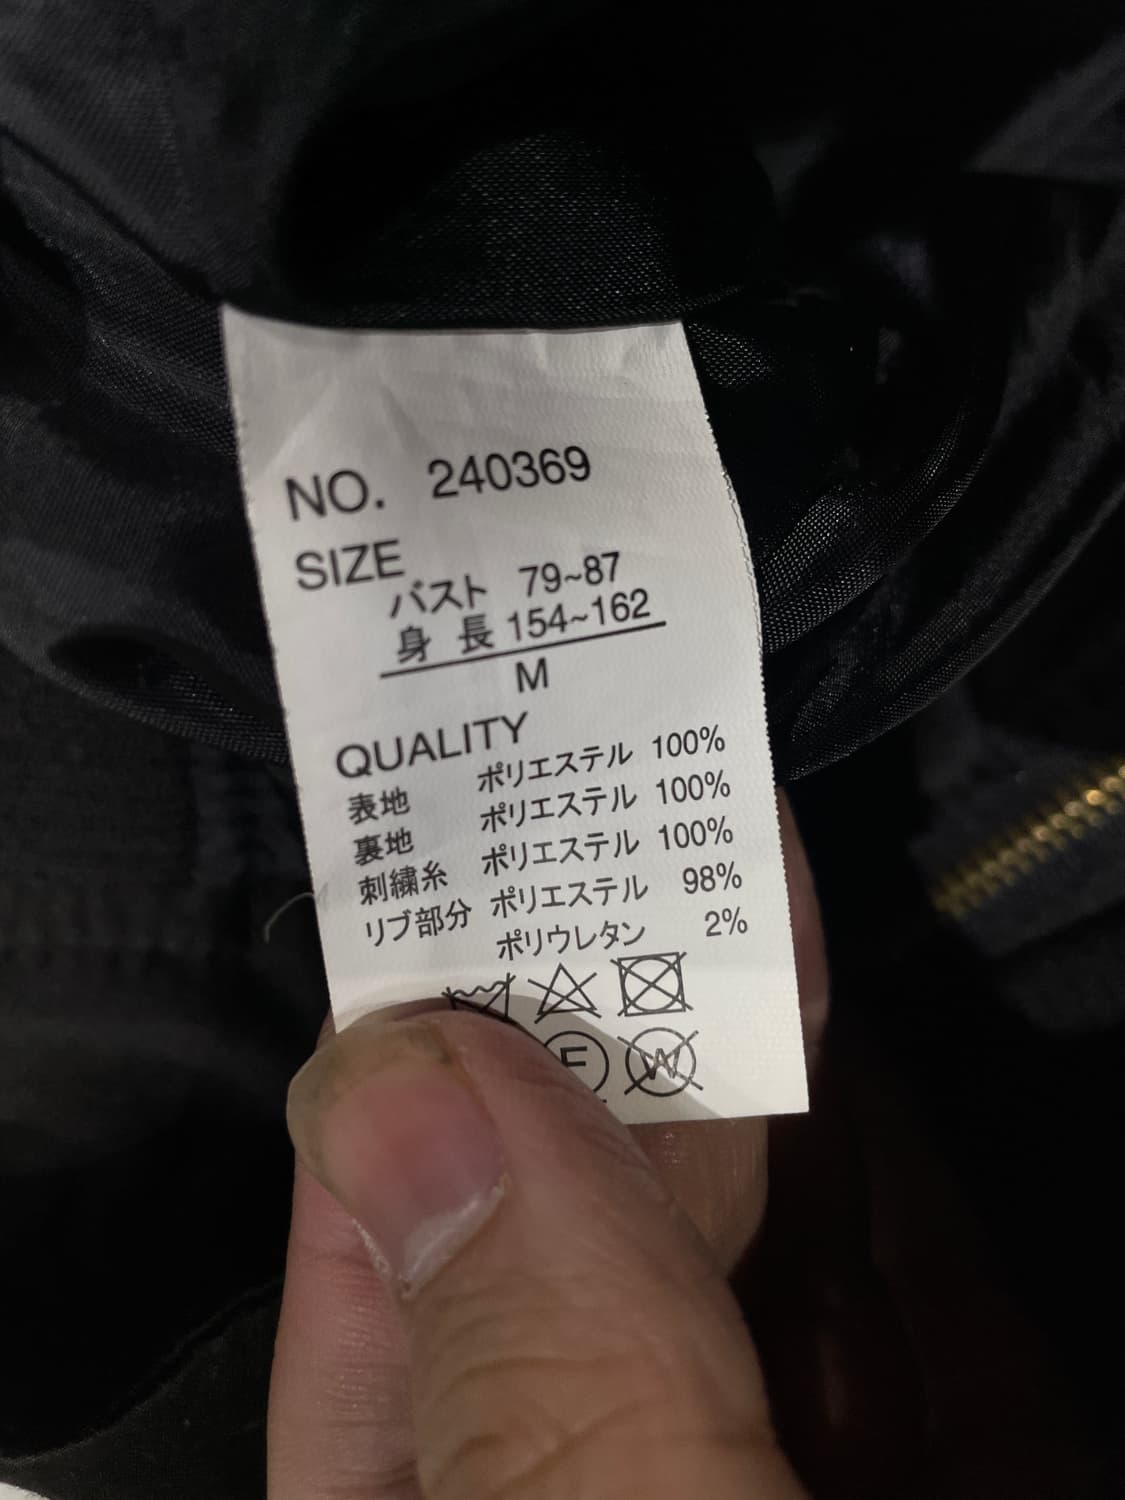 NO. 240369
SIZE
バスト 79~87
身 長 154~162
M
QUALITY
表地 ポリエステル 100%
裏地 ポリエステル 100%
刺繍糸 ポリエステル 100%
リブ部分 ポリエステル 98%
ポリウレタン 2%
F W